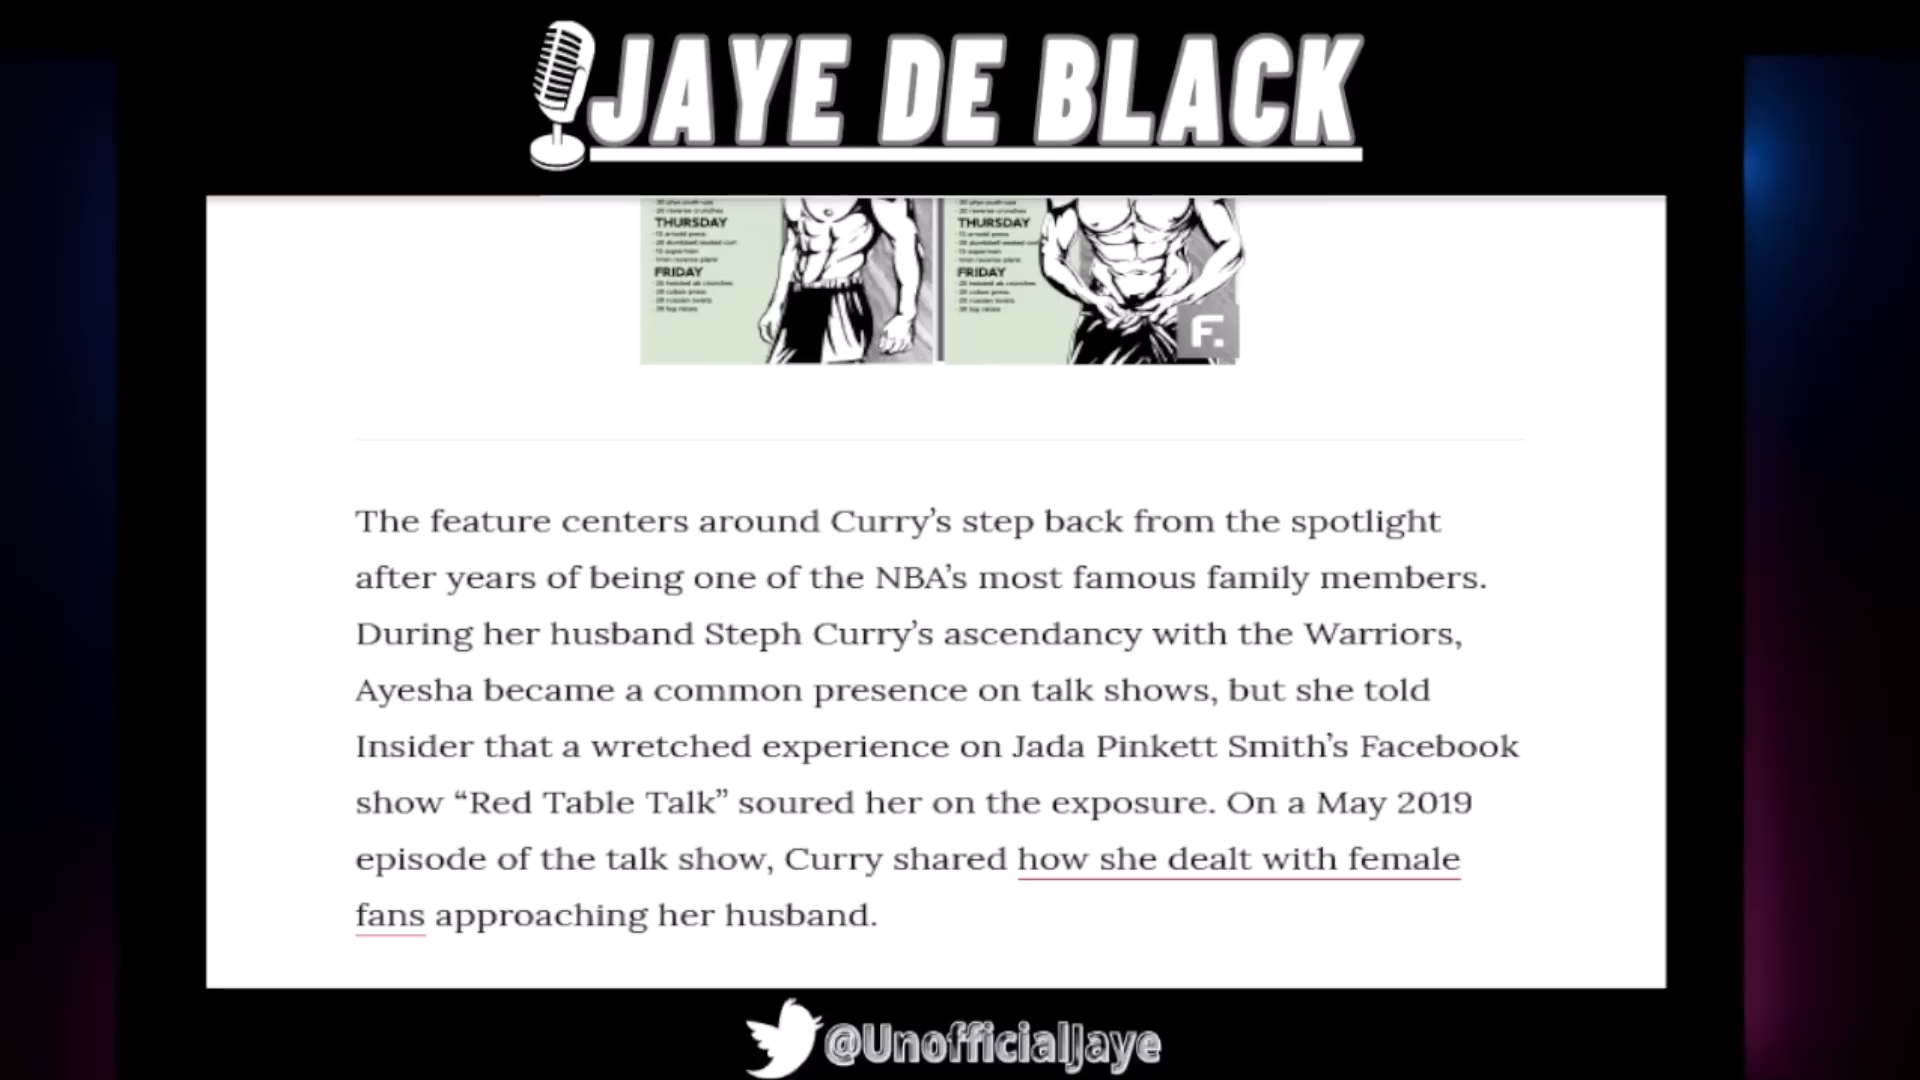 JAYE DE BLACK
THURSDAY
FRIDAY
THURSDAY
FRIDAY
F.
The feature centers around Curry’s step back from the spotlight
after years of being one of the NBA’s most famous family members.
During her husband Steph Curry’s ascendancy with the Warriors,
Ayesha became a common presence on talk shows, but she told
Insider that a wretched experience on Jada Pinkett Smith’s Facebook
show “Red Table Talk” soured her on the exposure. On a May 2019
episode of the talk show, Curry shared how she dealt with female
fans approaching her husband.
@UnofficialJaye